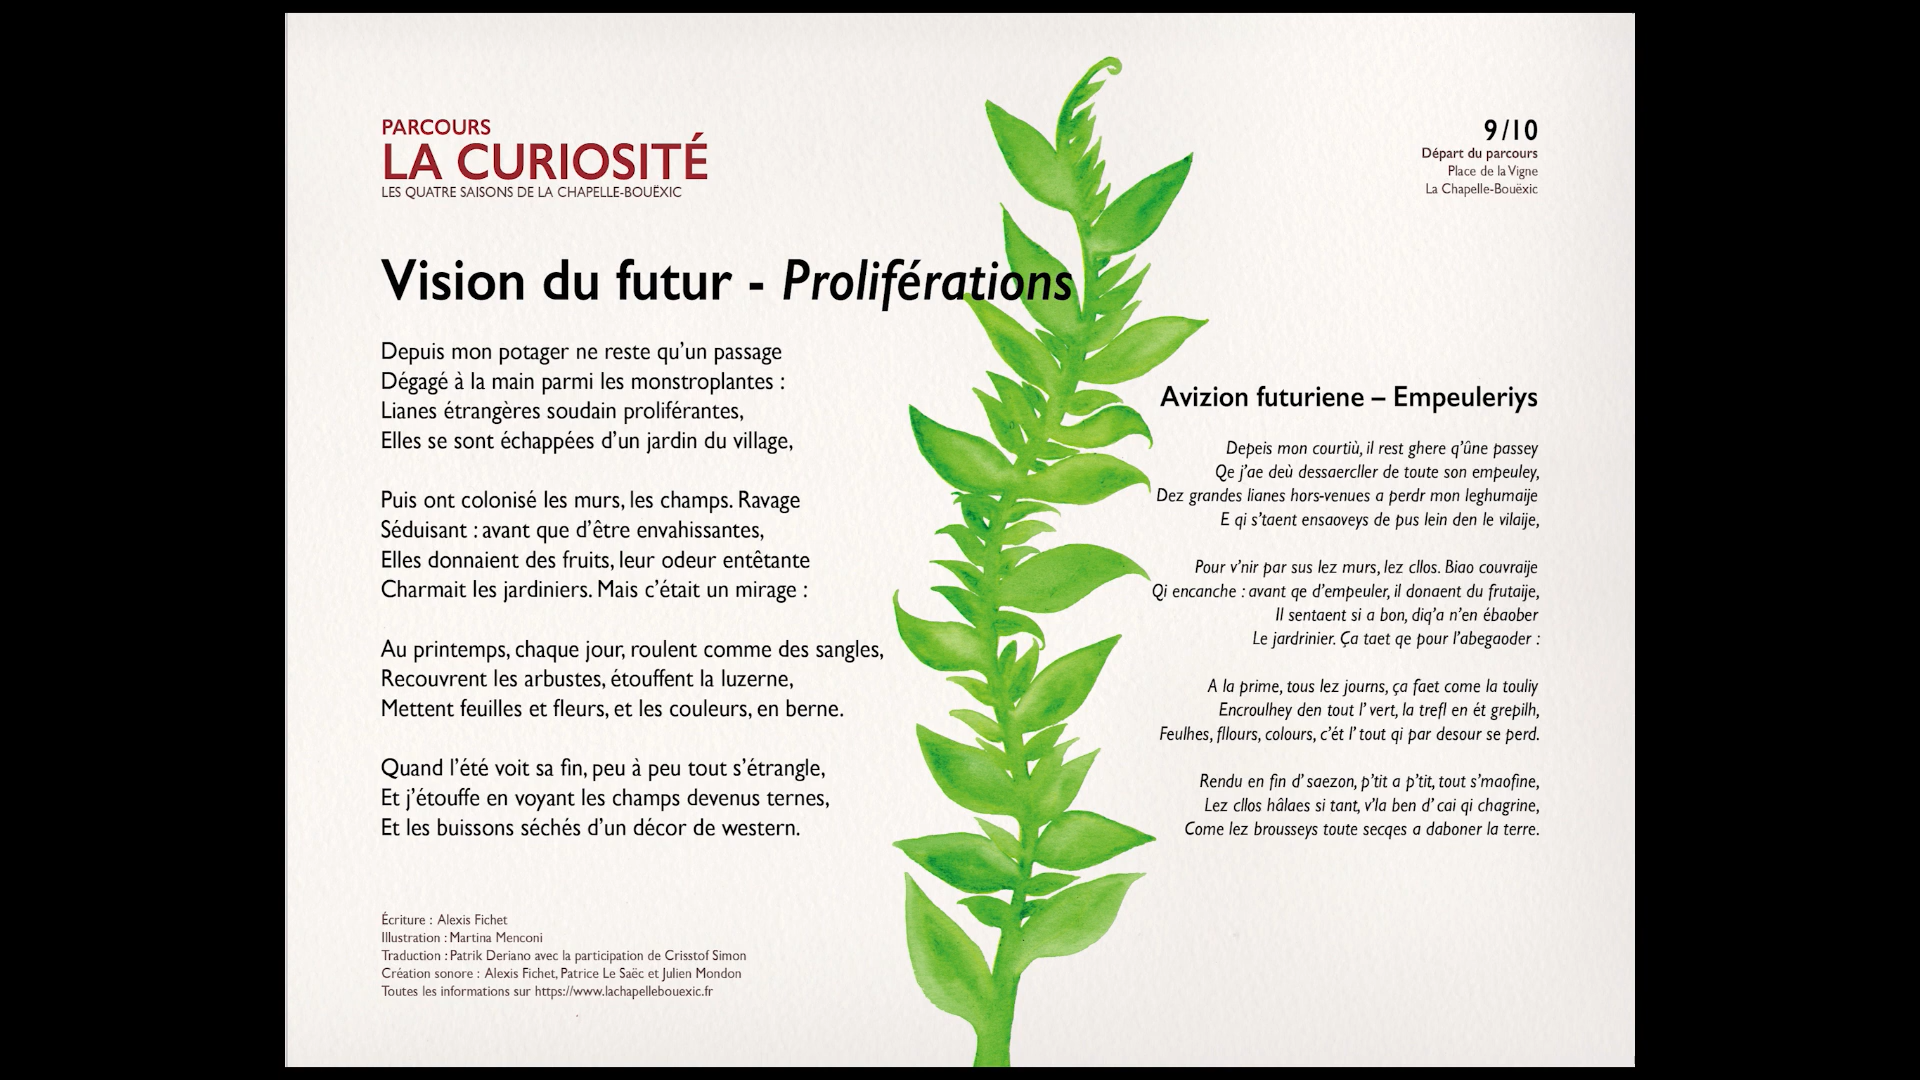 PARCOURS
LA CURIOSITÉ
LES QUATRE SAISONS DE LA CHAPELLE-BOUËXIC
9/10
Départ du parcours
Place de la Vigne
La Chapelle-Bouëxic
Vision du futur - Proliférations
Depuis mon potager ne reste qu'un passage
Dégagé à la main parmi les monstroplantes :
Lianes étrangères soudain proliférantes,
Elles se sont échappées d'un jardin du village,
Puis ont colonisé les murs, les champs. Ravage
Séduisant : avant que d'être envahissantes,
Elles donnaient des fruits, leur odeur entêtante
Charmait les jardiniers. Mais c'était un mirage :
Au printemps, chaque jour, roulent comme des sangles,
Recouvrent les arbustes, étouffent la luzerne,
Mettent feuilles et fleurs, et les couleurs, en berne.
Quand l'été voit sa fin, peu à peu tout s'étrangle,
Et j'étouffe en voyant les champs devenus ternes,
Et les buissons séchés d'un décor de western.
Avizion futuriene – Empeuleriys
Depeis mon courtiù, il rest ghere q'ûne passey
Qe j'ae deù dessaercller de toute son empeuley,
Dez grandes lianes hors-venues a perdr mon leghumaije
E qi s'taent ensaoveys de pus lein den le vilaije,
Pour v'nir par sus lez murs, lez cllos. Biao couvraije
Qi encanche : avant qe d'empeuler, il donaent du frutaije,
Il sentaent si a bon, diq'a n'en ébaober
Le jardrinier. Ça taet qe pour l'abegaoder :
A la prime, tous lez journs, ça faet come la touliy
Encroulhey den tout l' vert, la trefl en ét grepilh,
Feulhes, fllours, colours, c'ét l' tout qi par desour se perd.
Rendu en fin d' saezon, p'tit a p'tit, tout s'maofine,
Lez cllos hâlaes si tant, v'la ben d' cai qi chagrine,
Come lez brousseys toute secqes a daboner la terre.
Écriture : Alexis Fichet
Illustration : Martina Menconi
Traduction : Patrik Deriano avec la participation de Crisstof Simon
Création sonore : Alexis Fichet, Patrice Le Saëc et Julien Mondon
Toutes les informations sur https://www.lachapellebouexic.fr